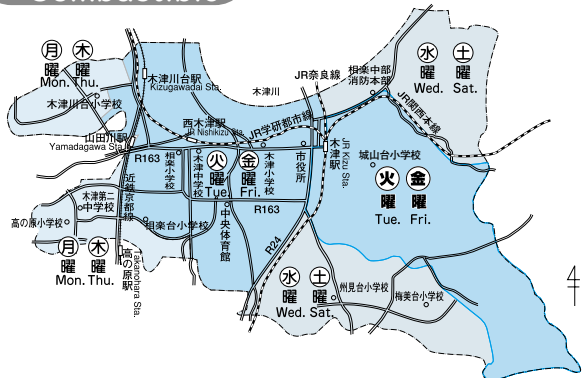 月 木
曜 曜
Mon. Thu.
木津川台小学校
木津川台駅
Kizugawadai Sta.
木津川
JR奈良線
相楽中部
消防本部
水 土
曜 曜
Wed. Sat.
JR関西本線
西木津駅
JR Nishikizu Sta.
JR学研都市線
山田川駅
Yamadagawa Sta.
R163
相楽小学校
木津中学校
火 金
曜 曜
Tue. Fri.
木津小学校
市役所
木津駅
JR Kizu Sta.
城山台小学校
火 金
曜 曜
Tue. Fri.
近鉄京都線
木津第二
中学校
高の原小学校
相楽台小学校
中央体育館
R163
R24
月 木
曜 曜
Mon. Thu.
高の原駅
Takanohara Sta.
水 土
曜 曜
Wed. Sat.
州見台小学校
梅美台小学校